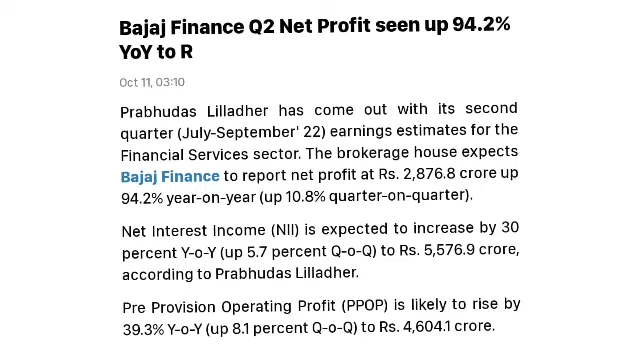 Bajaj Finance Q2 Net Profit seen up 94.2%
YoY to R
Oct 11, 03:10
Prabhudas Lilladher has come out with its second
quarter (July-September' 22) earnings estimates for the
Financial Services sector. The brokerage house expects
Bajaj Finance to report net profit at Rs. 2,876.8 crore up
94.2% year-on-year (up 10.8% quarter-on-quarter).
Net Interest Income (NII) is expected to increase by 30
percent Y-o-Y (up 5.7 percent Q-o-Q) to Rs. 5,576.9 crore,
according to Prabhudas Lilladher.
Pre Provision Operating Profit (PPOP) is likely to rise by
39.3% Y-o-Y (up 8.1 percent Q-o-Q) to Rs. 4,604.1 crore.